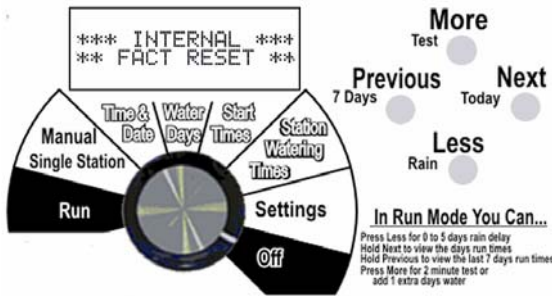 *** INTERNAL ***
** FACT RESET **
Manual
Single Station
Time &
Date
Water
Days
Start
Times
Station
Watering
Times
Run
Settings
Off
More
Test
Previous
7 Days
Next
Today
Less
Rain
In Run Mode You Can...
Press Less for 0 to 5 days rain delay
Hold Next to view the days run times
Hold Previous to view the last 7 days run times
Press More for 2 minute test or
add 1 extra days water